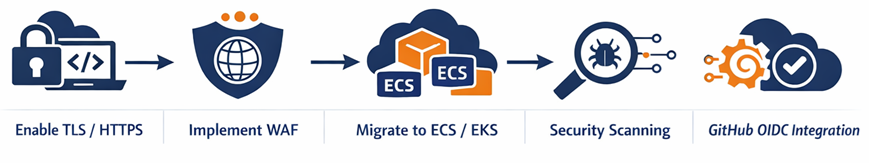 </>
ECS
ECS
Enable TLS / HTTPS
Implement WAF
Migrate to ECS / EKS
Security Scanning
GitHub OIDC Integration